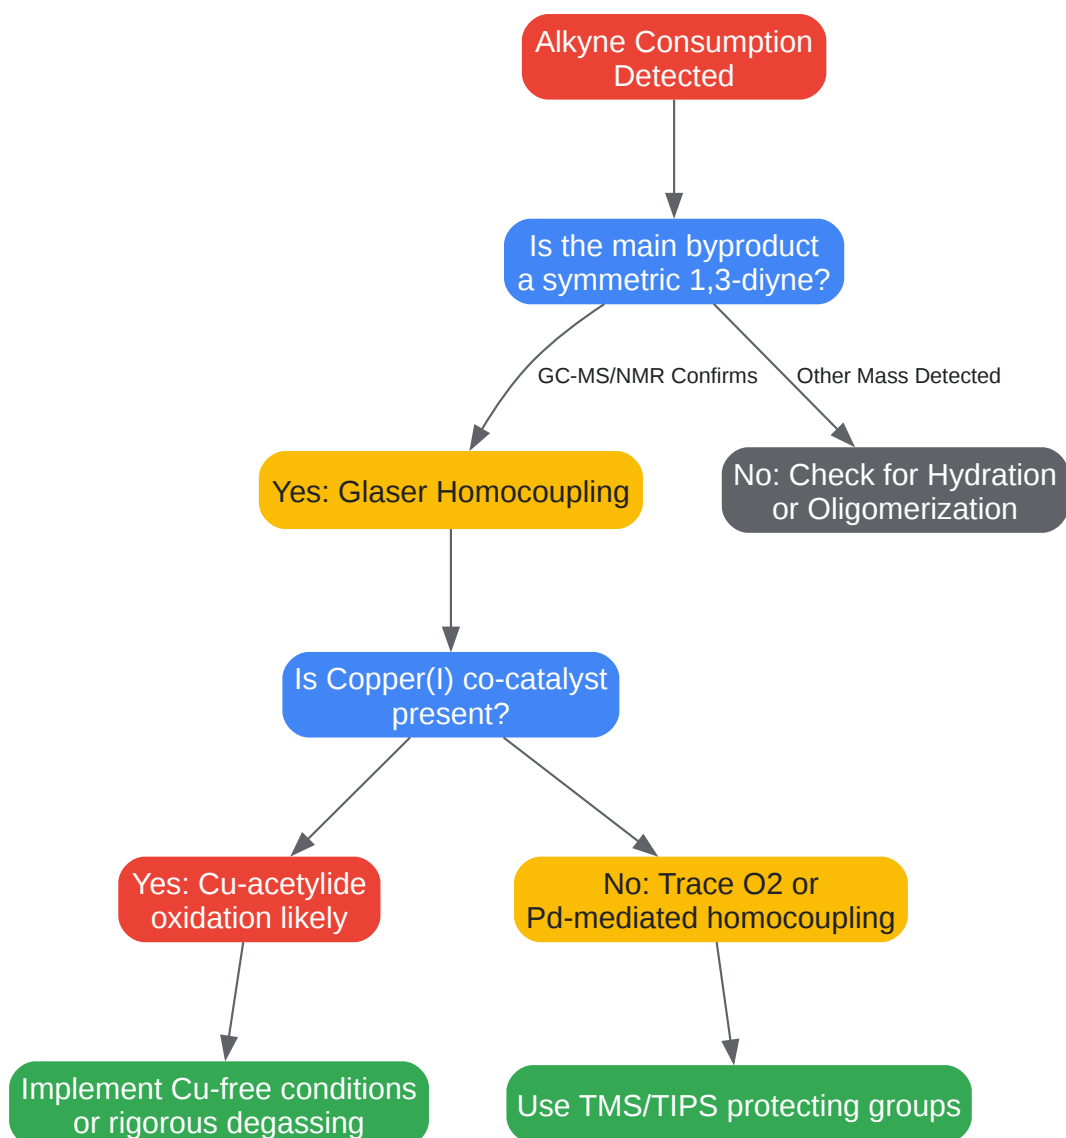 Alkyne Consumption
Detected
Is the main byproduct
a symmetric 1,3-diyne?
GC-MS/NMR Confirms
Other Mass Detected
Yes: Glaser Homocoupling
No: Check for Hydration
or Oligomerization
Is Copper(I) co-catalyst
present?
Yes: Cu-acetylide
oxidation likely
No: Trace O2 or
Pd-mediated homocoupling
Implement Cu-free conditions
or rigorous degassing
Use TMS/TIPS protecting groups